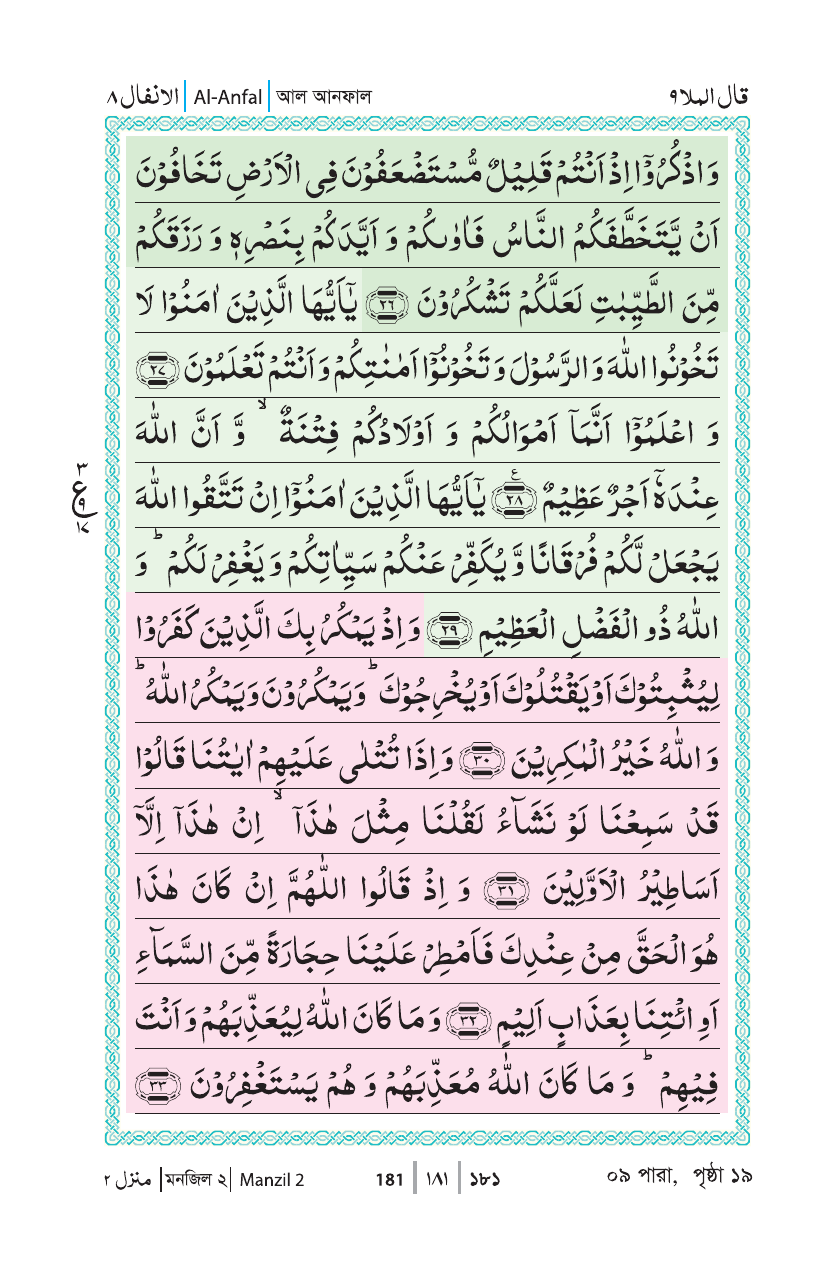 الانفال ٨ | Al-Anfal | আল আনফাল
قال الملا ٩
وَاذْكُرُوْۤا اِذْ اَنْتُمْ قَلِيْلٌ مُّسْتَضْعَفُوْنَ فِى الْاَرْضِ تَخَافُوْنَ
اَنْ يَّتَخَطَّفَكُمُ النَّاسُ فَاٰوٰىكُمْ وَ اَيَّدَكُمْ بِنَصْرِهٖ وَ رَزَقَكُمْ
مِّنَ الطَّيِّبٰتِ لَعَلَّكُمْ تَشْكُرُوْنَ ﴿٢٦﴾ يٰۤاَيُّهَا الَّذِيْنَ اٰمَنُوْا لَا
تَخُوْنُوا اللّٰهَ وَالرَّسُوْلَ وَتَخُوْنُوْۤا اَمٰنٰتِكُمْ وَاَنْتُمْ تَعْلَمُوْنَ ﴿٢٧﴾
وَ اعْلَمُوْۤا اَنَّمَاۤ اَمْوَالُكُمْ وَ اَوْلَادُكُمْ فِتْنَةٌ ۙ وَّ اَنَّ اللّٰهَ
عِنْدَهٗۤ اَجْرٌ عَظِيْمٌ ﴿٢٨﴾ ع يٰۤاَيُّهَا الَّذِيْنَ اٰمَنُوْۤا اِنْ تَتَّقُوا اللّٰهَ
٣
ع
٩
١٧
يَجْعَلْ لَّكُمْ فُرْقَانًا وَّ يُكَفِّرْ عَنْكُمْ سَيِّاٰتِكُمْ وَ يَغْفِرْ لَكُمْ ؕ وَ
اللّٰهُ ذُو الْفَضْلِ الْعَظِيْمِ ﴿٢٩﴾ وَاِذْ يَمْكُرُ بِكَ الَّذِيْنَ كَفَرُوْا
لِيُثْبِتُوْكَ اَوْ يَقْتُلُوْكَ اَوْ يُخْرِجُوْكَ ؕ وَيَمْكُرُوْنَ وَيَمْكُرُ اللّٰهُ ؕ
وَ اللّٰهُ خَيْرُ الْمٰكِرِيْنَ ﴿٣٠﴾ وَاِذَا تُتْلٰى عَلَيْهِمْ اٰيٰتُنَا قَالُوْا
قَدْ سَمِعْنَا لَوْ نَشَآءُ لَقُلْنَا مِثْلَ هٰذَاۤ ۙ اِنْ هٰذَاۤ اِلَّاۤ
اَسَاطِيْرُ الْاَوَّلِيْنَ ﴿٣١﴾ وَ اِذْ قَالُوا اللّٰهُمَّ اِنْ كَانَ هٰذَا
هُوَ الْحَقَّ مِنْ عِنْدِكَ فَاَمْطِرْ عَلَيْنَا حِجَارَةً مِّنَ السَّمَآءِ
اَوِ ائْتِنَا بِعَذَابٍ اَلِيْمٍ ﴿٣٢﴾ وَمَا كَانَ اللّٰهُ لِيُعَذِّبَهُمْ وَاَنْتَ
فِيْهِمْ ؕ وَ مَا كَانَ اللّٰهُ مُعَذِّبَهُمْ وَ هُمْ يَسْتَغْفِرُوْنَ ﴿٣٣﴾
منزل ٢ | মনজিল ২ | Manzil 2
181 | ١٨١ | ১৮১
০৯ পারা, পৃষ্ঠা ১৯